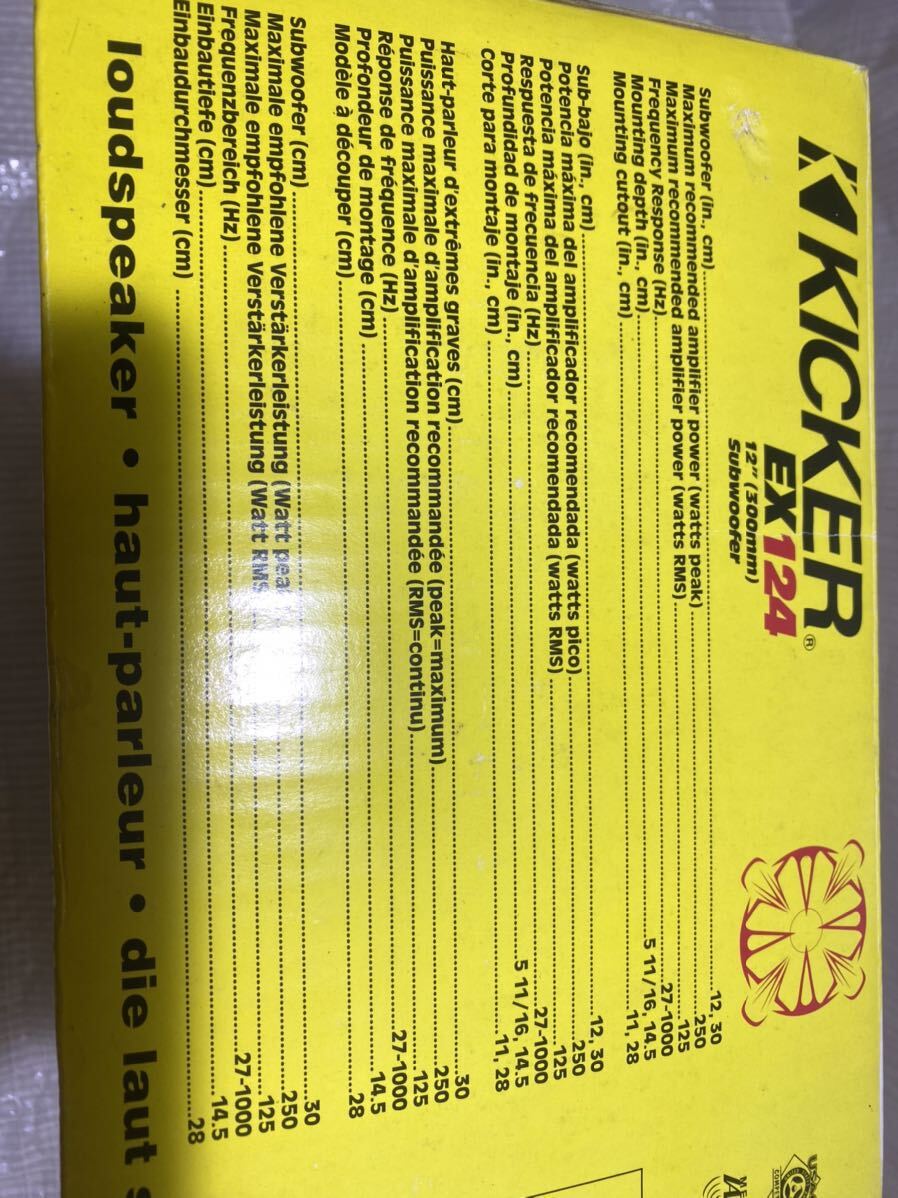 KICKER®
EX124
12" (300mm)
Subwoofer
Subwoofer (in., cm)..........12, 30
Maximum recommended amplifier power (watts peak)..........250
Maximum recommended amplifier power (watts RMS)..........125
Frequency Response (Hz)..........27-1000
Mounting depth (in., cm)..........5 11/16, 14.5
Mounting cutout (in., cm)..........11, 28
Sub-bajo (in., cm)..........12, 30
Potencia máxima del amplificador recomendada (watts pico)..........250
Potencia máxima del amplificador recomendada (watts RMS)..........125
Respuesta de frecuencia (Hz)..........27-1000
Profundidad de montaje (in., cm)..........5 11/16, 14.5
Corte para montaje (in., cm)..........11, 28
Haut-parleur d'extrêmes graves (cm)..........30
Puissance maximale d'amplification recommandée (peak=maximum)..........250
Puissance maximale d'amplification recommandée (RMS=continu)..........125
Réponse de fréquence (Hz)..........27-1000
Profondeur de montage (cm)..........14.5
Modèle à découper (cm)..........28
Subwoofer (cm)..........30
Maximale empfohlene Verstärkerleistung (Watt peak)..........250
Maximale empfohlene Verstärkerleistung (Watt RMS)..........125
Frequenzbereich (Hz)..........27-1000
Einbautiefe (cm)..........14.5
Einbaudurchmesser (cm)..........28
loudspeaker • haut-parleur • die laut